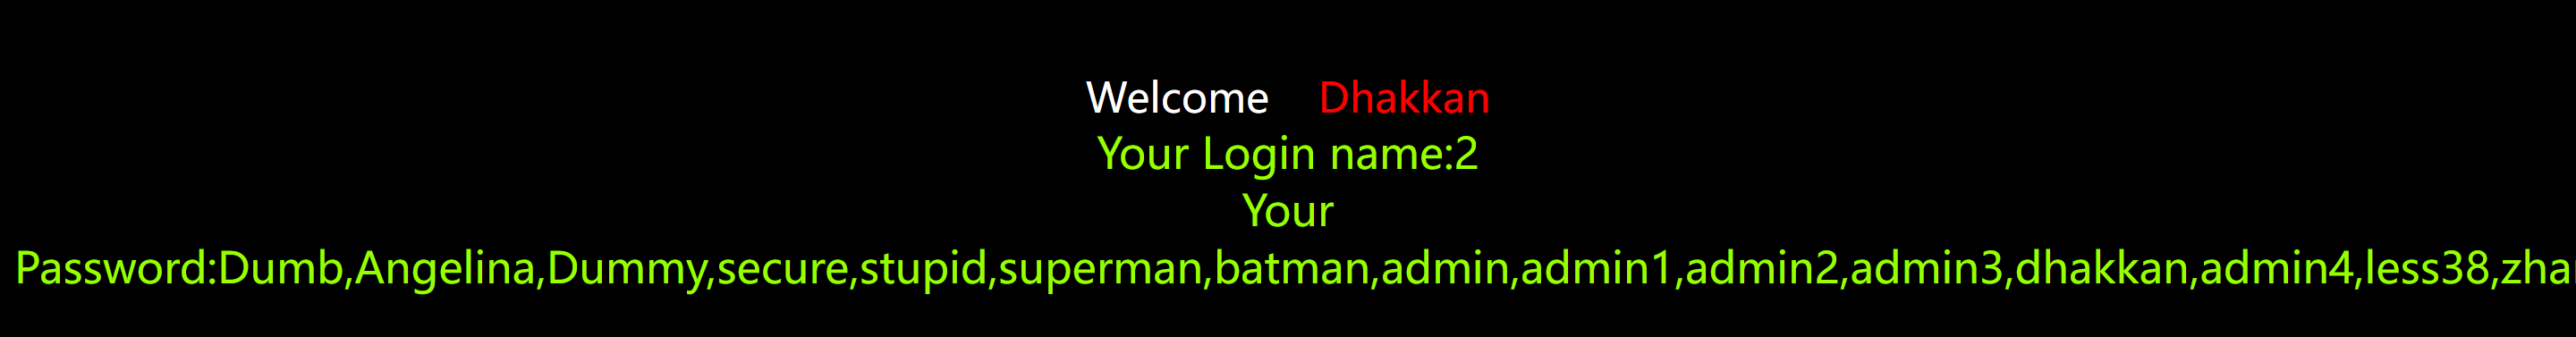 Welcome Dhakkan
Your Login name:2
Your
Password:Dumb,Angelina,Dummy,secure,stupid,superman,batman,admin,admin1,admin2,admin3,dhakkan,admin4,less38,